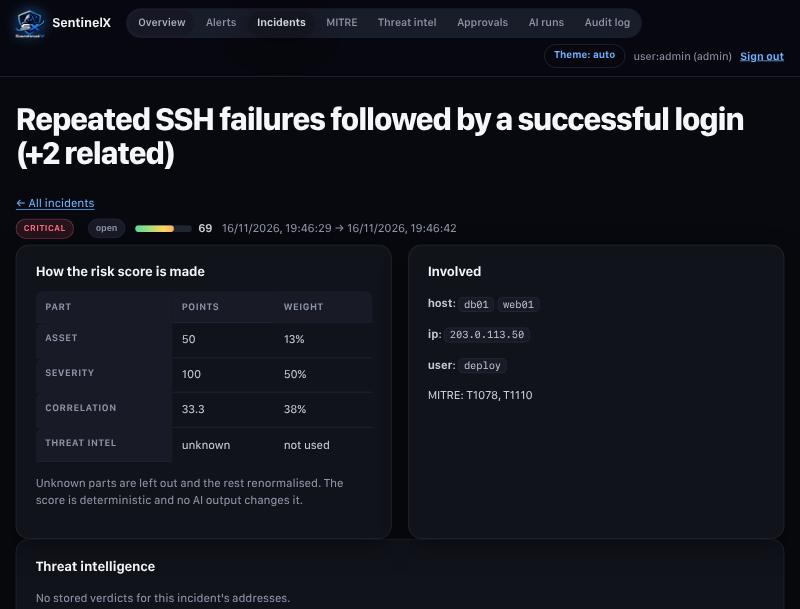 SentinelX
Overview Alerts Incidents MITRE Threat intel Approvals AI runs Audit log
Theme: auto user:admin (admin) Sign out
Repeated SSH failures followed by a successful login
(+2 related)
← All incidents
CRITICAL open 69 16/11/2026, 19:46:29 → 16/11/2026, 19:46:42
How the risk score is made
PART POINTS WEIGHT
ASSET 50 13%
SEVERITY 100 50%
CORRELATION 33.3 38%
THREAT INTEL unknown not used
Unknown parts are left out and the rest renormalised. The
score is deterministic and no AI output changes it.
Involved
host: db01 web01
ip: 203.0.113.50
user: deploy
MITRE: T1078, T1110
Threat intelligence
No stored verdicts for this incident's addresses.